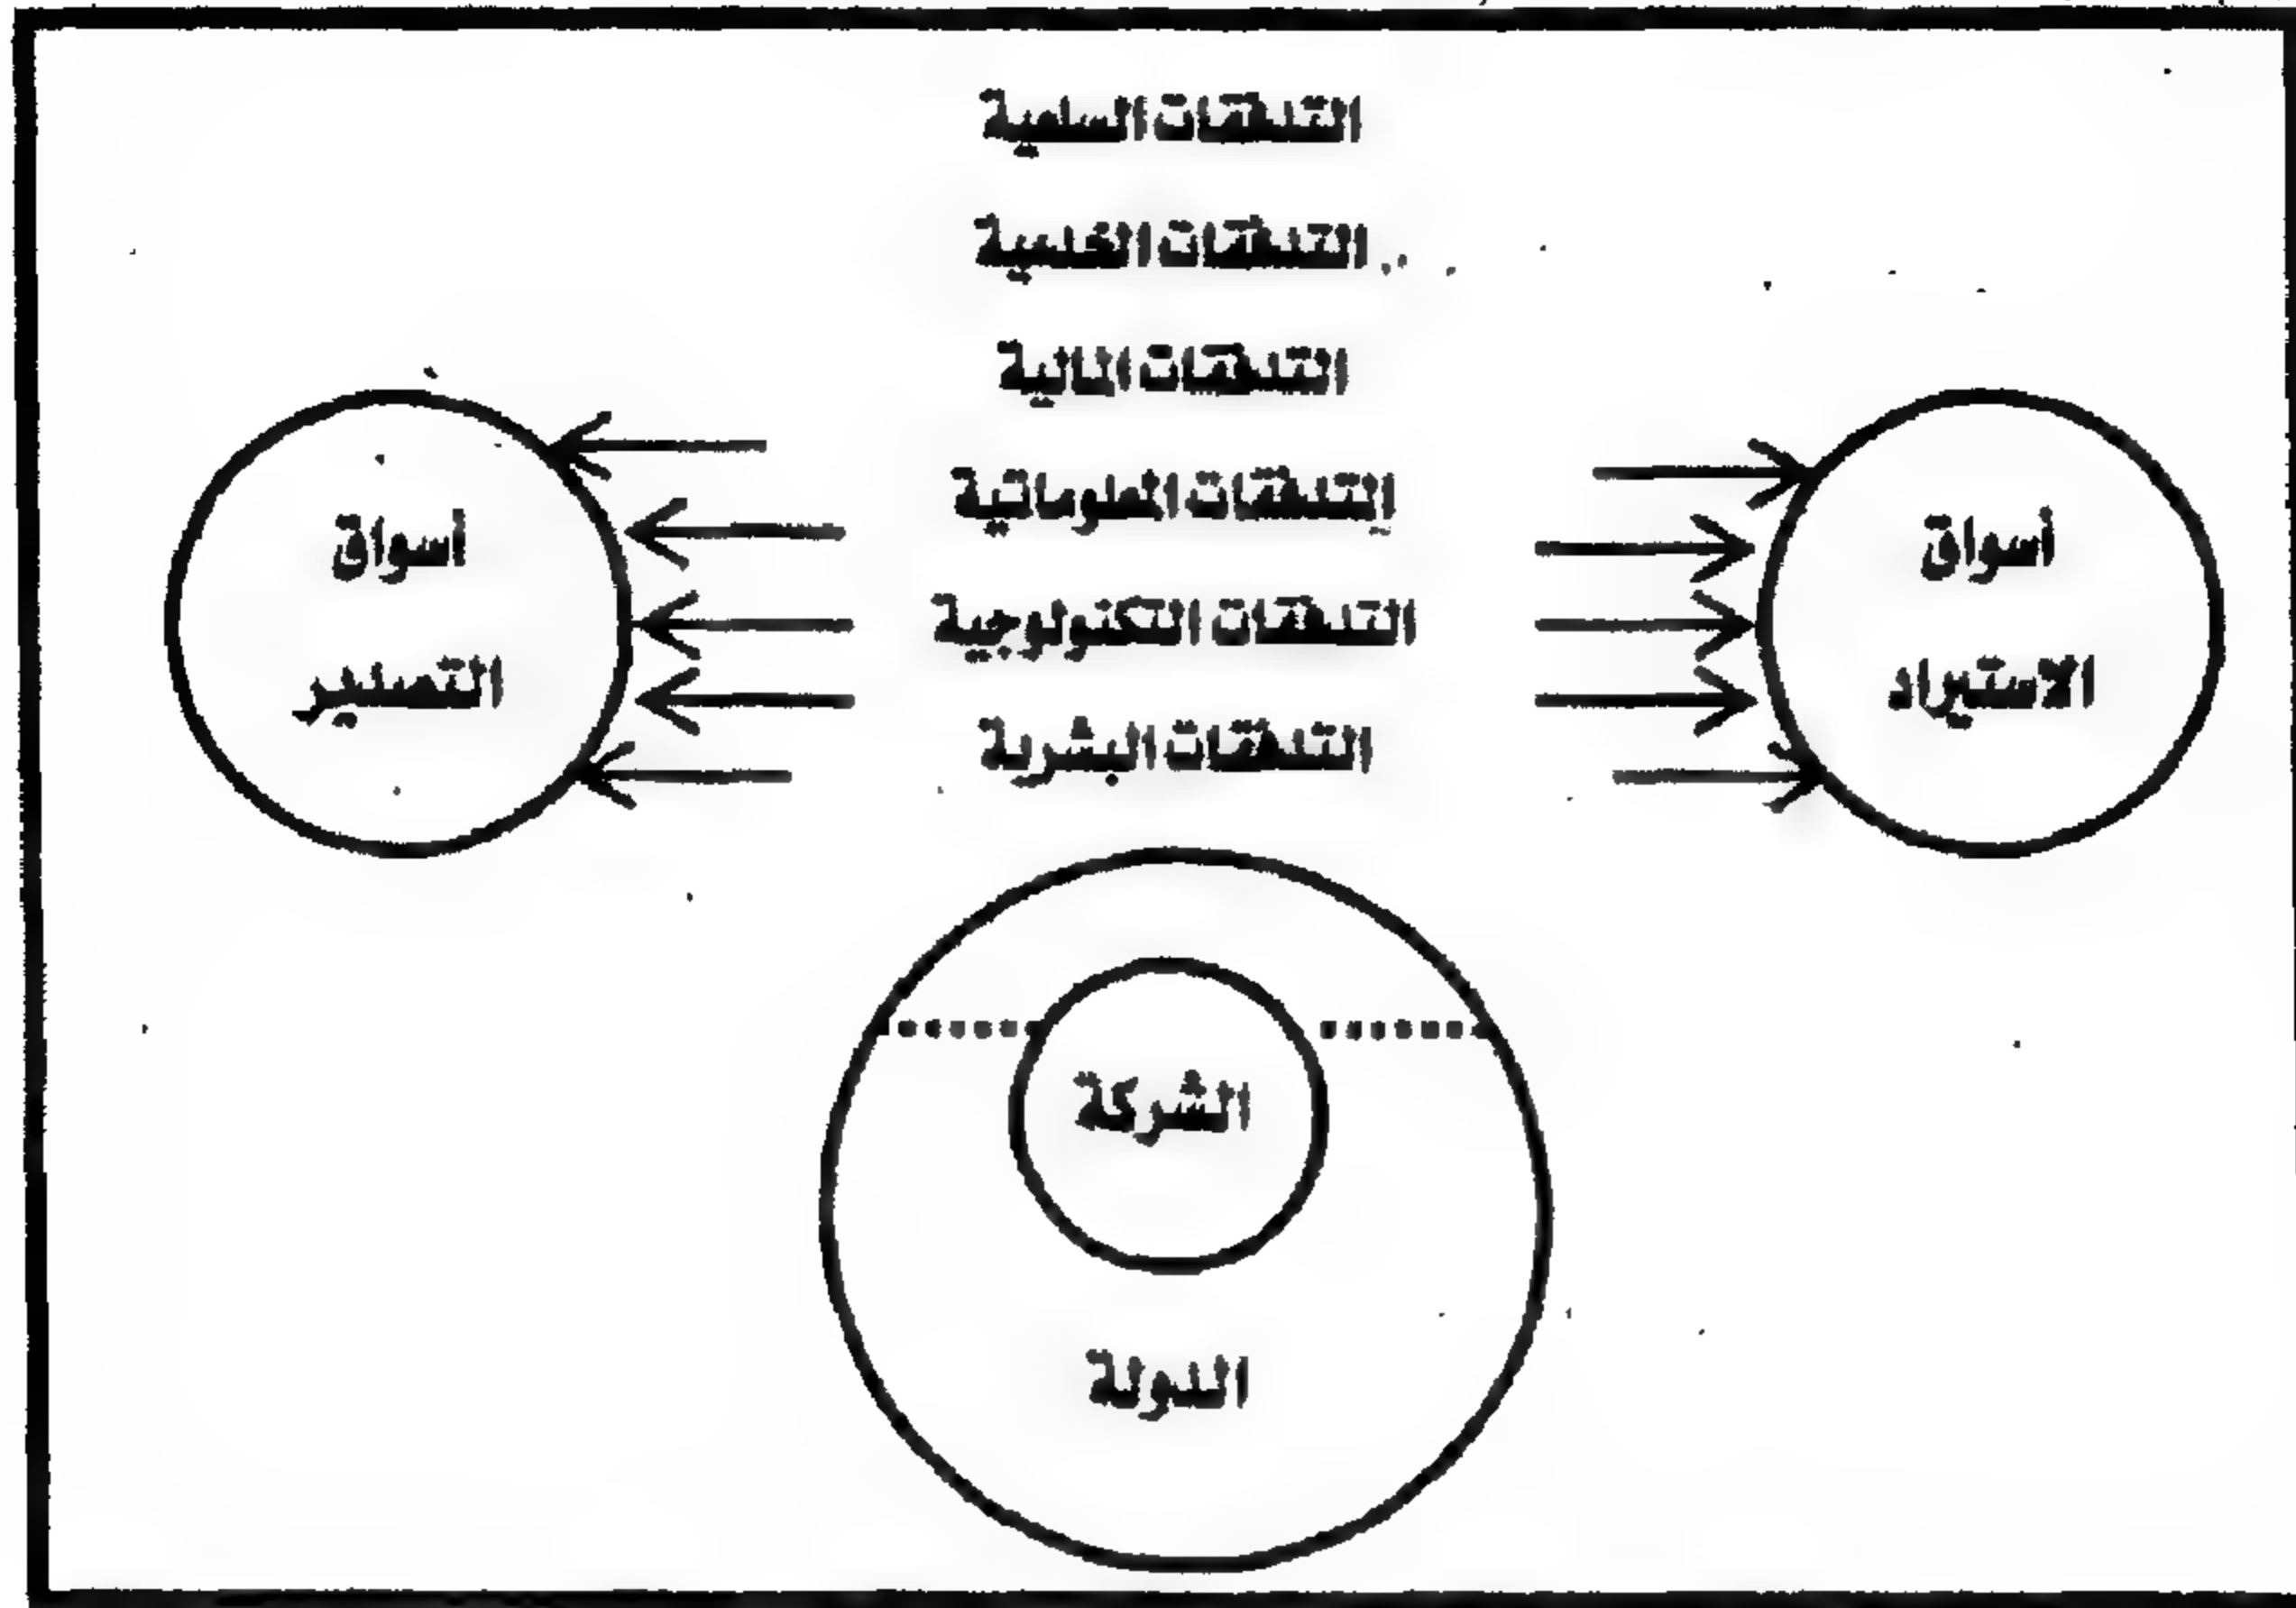 التدفقات السلعية
التدفقات الخدمية
التدفقات المالية
التدفقات المعلوماتية
التدفقات التكنولوجية
التدفقات البشرية
أسواق
الاستيراد
أسواق
التصدير
الشركة
الدولة